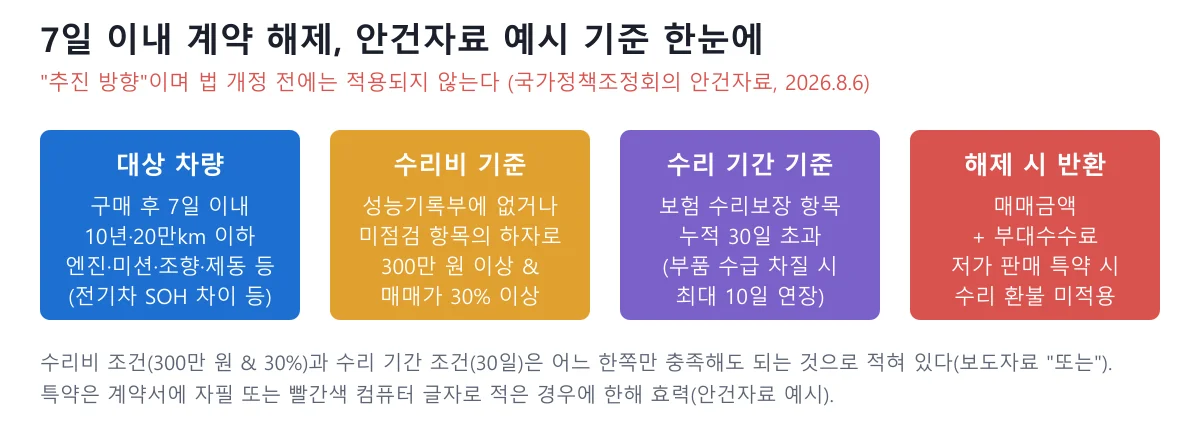 7일 이내 계약 해제, 안건자료 예시 기준 한눈에
"추진 방향"이며 법 개정 전에는 적용되지 않는다 (국가정책조정회의 안건자료, 2026.8.6)
대상 차량
구매 후 7일 이내
10년·20만km 이하
엔진·미션·조향·제동 등
(전기차 SOH 차이 등)
수리비 기준
성능기록부에 없거나
미점검 항목의 하자로
300만 원 이상 &
매매가 30% 이상
수리 기간 기준
보험 수리보장 항목
누적 30일 초과
(부품 수급 차질 시
최대 10일 연장)
해제 시 반환
매매금액
+ 부대수수료
저가 판매 특약 시
수리 환불 미적용
수리비 조건(300만 원 & 30%)과 수리 기간 조건(30일)은 어느 한쪽만 충족해도 되는 것으로 적혀 있다(보도자료 "또는").
특약은 계약서에 자필 또는 빨간색 컴퓨터 글자로 적은 경우에 한해 효력(안건자료 예시).